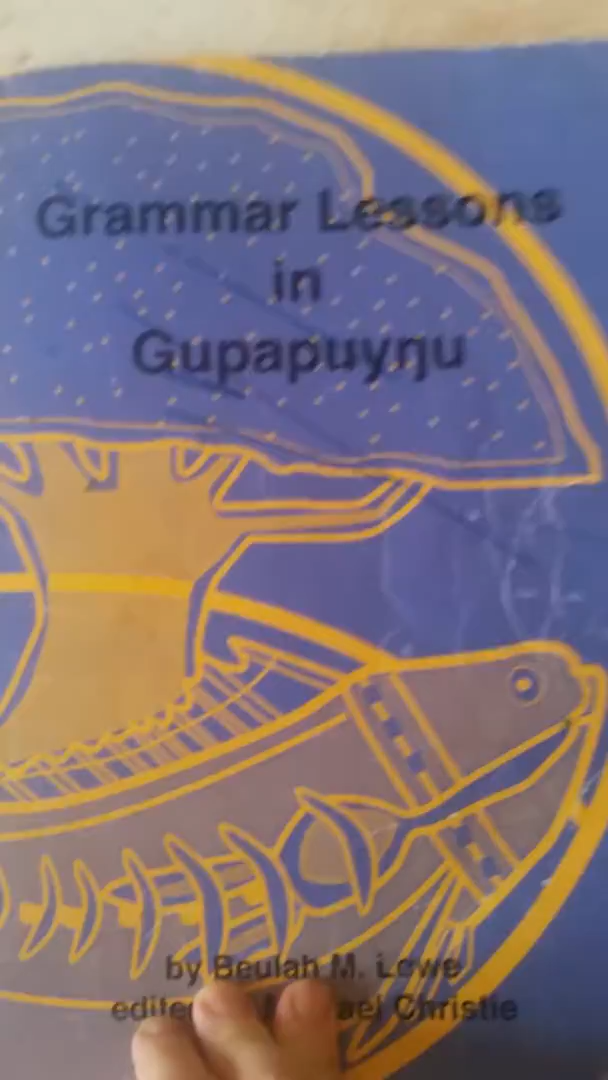 Grammar Lessons
in
Gupapuyŋu
by Beulah M. Lowe
Christie